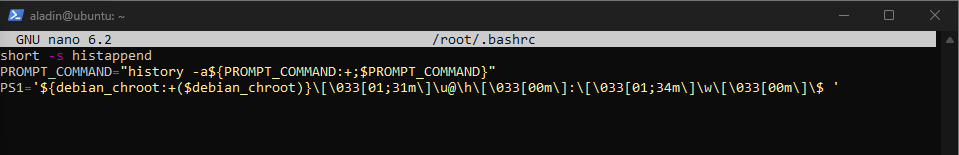 aladin@ubuntu: ~
GNU nano 6.2 /root/.bashrc
short -s histappend
PROMPT_COMMAND="history -a${PROMPT_COMMAND:+;$PROMPT_COMMAND}"
PS1='${debian_chroot:+($debian_chroot)}\[\033[01;31m\]\u@\h\[\033[00m\]:\[\033[01;34m\]\w\[\033[00m\]\$ '